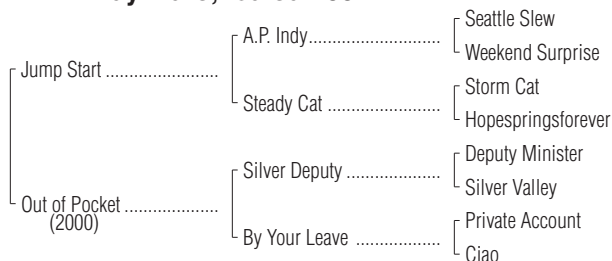 A.P. Indy
Seattle Slew
Weekend Surprise
Jump Start
Steady Cat
Storm Cat
Hopespringsforever
Silver Deputy
Deputy Minister
Silver Valley
Out of Pocket
(2000)
By Your Leave
Private Account
Ciao